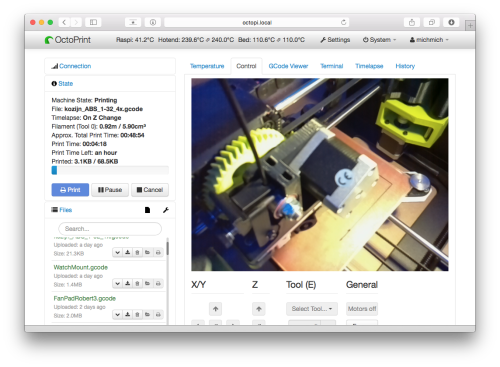 octopi.local
OctoPrint
Raspi: 41.2°C Hotend: 239.6°C 240.0°C Bed: 110.6°C 110.0°C
Settings
System
michmich
Connection
State
Machine State: Printing
File: kozijn_ABS_1-32_4x.gcode
Timelapse: On Z Change
Filament (Tool 0): 0.92m / 5.90cm³
Approx. Total Print Time: 00:48:54
Print Time: 00:04:18
Print Time Left: an hour
Printed: 3.1KB / 68.5KB
Print
Pause
Cancel
Files
Search...
Uploaded: a day ago
Size: 21.3KB
WatchMount.gcode
Uploaded: a day ago
Size: 1.4MB
FanPadRobert3.gcode
Uploaded: 2 days ago
Size: 2.0MB
Temperature
Control
GCode Viewer
Terminal
Timelapse
History
X/Y
Z
Tool (E)
General
Select Tool...
Motors off